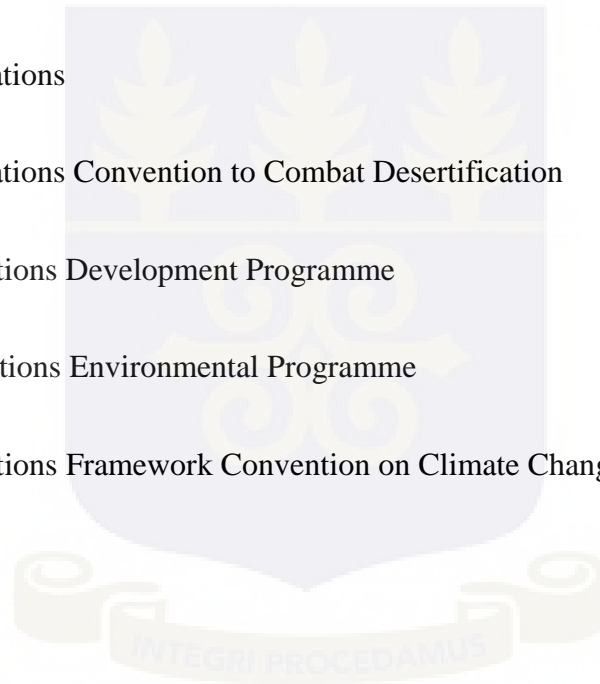 ations
ations Convention to Combat Desertification
tions Development Programme
tions Environmental Programme
tions Framework Convention on Climate Chang
INTEGRI PROCEDAMUS